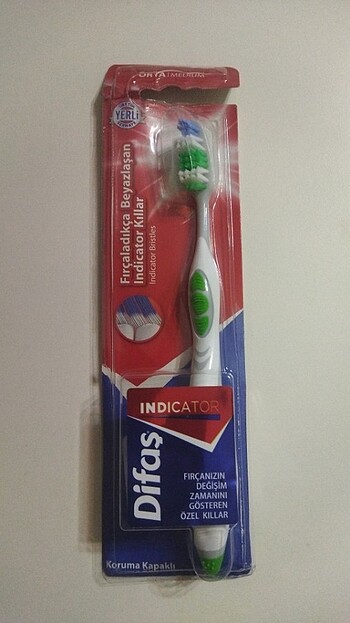 ORTA / MEDIUM
YERLİ
Fırçaladıkça Beyazlaşan
Indicator Kıllar
Indicator Bristles
INDICATOR
Difaş
FIRÇANIZIN
DEĞİŞİM
ZAMANINI
GÖSTEREN
ÖZEL KILLAR
Koruma Kapaklı